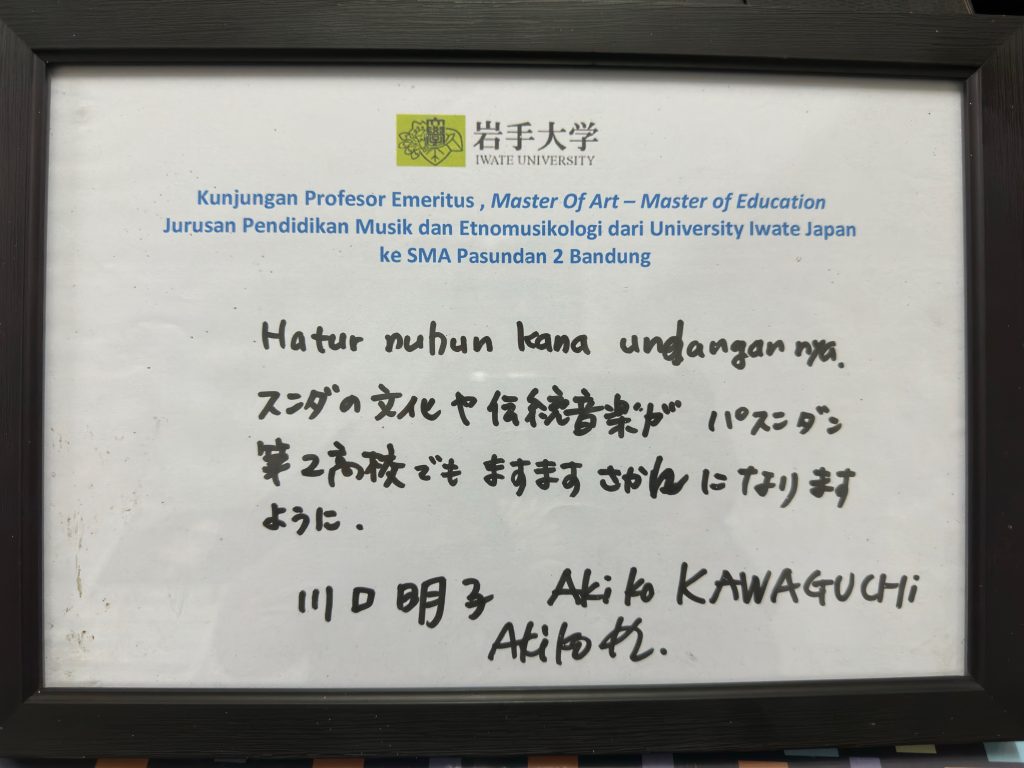 岩手大学
IWATE UNIVERSITY
Kunjungan Profesor Emeritus , Master Of Art – Master of Education
Jurusan Pendidikan Musik dan Etnomusikologi dari University Iwate Japan
ke SMA Pasundan 2 Bandung
Hatur nuhun kana undangan nya.
スンダの文化や伝統音楽が パスンダン
第2高校でも ますます さかんになります
ように.
川口明子 Akiko KAWAGUCHi
Akiko